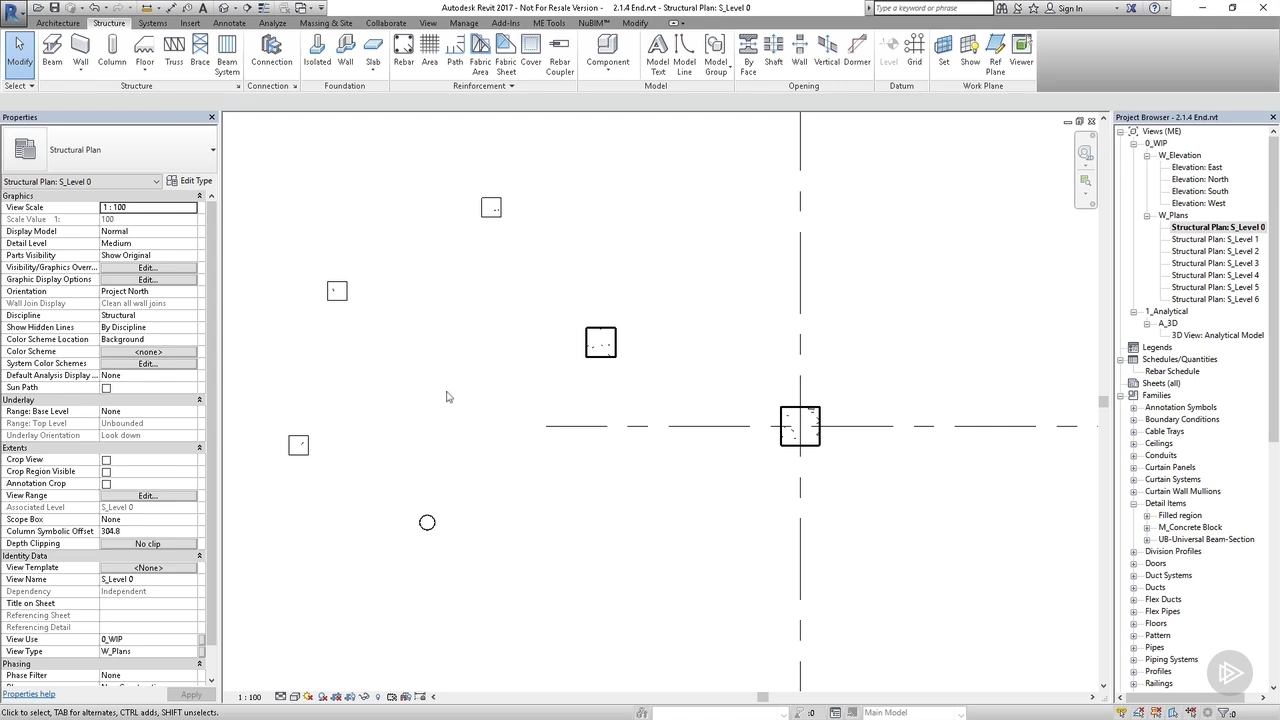 Autodesk Revit 2017 - Not For Resale Version - 2.1.4 End.rvt - Structural Plan: S_Level 0
Type a keyword or phrase
Sign In
Architecture Structure Systems Insert Annotate Analyze Massing & Site Collaborate View Manage Add-Ins ME Tools NuBIM™ Modify
Modify Beam Wall Column Floor Truss Brace Beam System Connection Isolated Wall Slab Rebar Area Path Fabric Area Fabric Sheet Cover Rebar Coupler Component Model Text Model Line Model Group By Face Shaft Wall Vertical Dormer Level Grid Set Show Ref Plane Viewer
Select Structure Connection Foundation Reinforcement Model Opening Datum Work Plane
Properties
Structural Plan
Structural Plan: S_Level 0 Edit Type
Graphics
View Scale 1 : 100
Scale Value 1: 100
Display Model Normal
Detail Level Medium
Parts Visibility Show Original
Visibility/Graphics Overr... Edit...
Graphic Display Options Edit...
Orientation Project North
Wall Join Display Clean all wall joins
Discipline Structural
Show Hidden Lines By Discipline
Color Scheme Location Background
Color Scheme <none>
System Color Schemes Edit...
Default Analysis Display ... None
Sun Path
Underlay
Range: Base Level None
Range: Top Level Unbounded
Underlay Orientation Look down
Extents
Crop View
Crop Region Visible
Annotation Crop
View Range Edit...
Associated Level S_Level 0
Scope Box None
Column Symbolic Offset 304.8
Depth Clipping No clip
Identity Data
View Template <None>
View Name S_Level 0
Dependency Independent
Title on Sheet
Referencing Sheet
Referencing Detail
View Use 0_WIP
View Type W_Plans
Phasing
Phase Filter None
Properties help Apply
1 : 100
Click to select, TAB for alternates, CTRL adds, SHIFT unselects.
:0
Main Model
:0
Project Browser - 2.1.4 End.rvt
Views (ME)
0_WIP
W_Elevation
Elevation: East
Elevation: North
Elevation: South
Elevation: West
W_Plans
Structural Plan: S_Level 0
Structural Plan: S_Level 1
Structural Plan: S_Level 2
Structural Plan: S_Level 3
Structural Plan: S_Level 4
Structural Plan: S_Level 5
Structural Plan: S_Level 6
1_Analytical
A_3D
3D View: Analytical Model
Legends
Schedules/Quantities
Rebar Schedule
Sheets (all)
Families
Annotation Symbols
Boundary Conditions
Cable Trays
Ceilings
Conduits
Curtain Panels
Curtain Systems
Curtain Wall Mullions
Detail Items
Filled region
M_Concrete Block
UB-Universal Beam-Section
Division Profiles
Doors
Duct Systems
Ducts
Flex Ducts
Flex Pipes
Floors
Pattern
Pipes
Piping Systems
Profiles
Railings